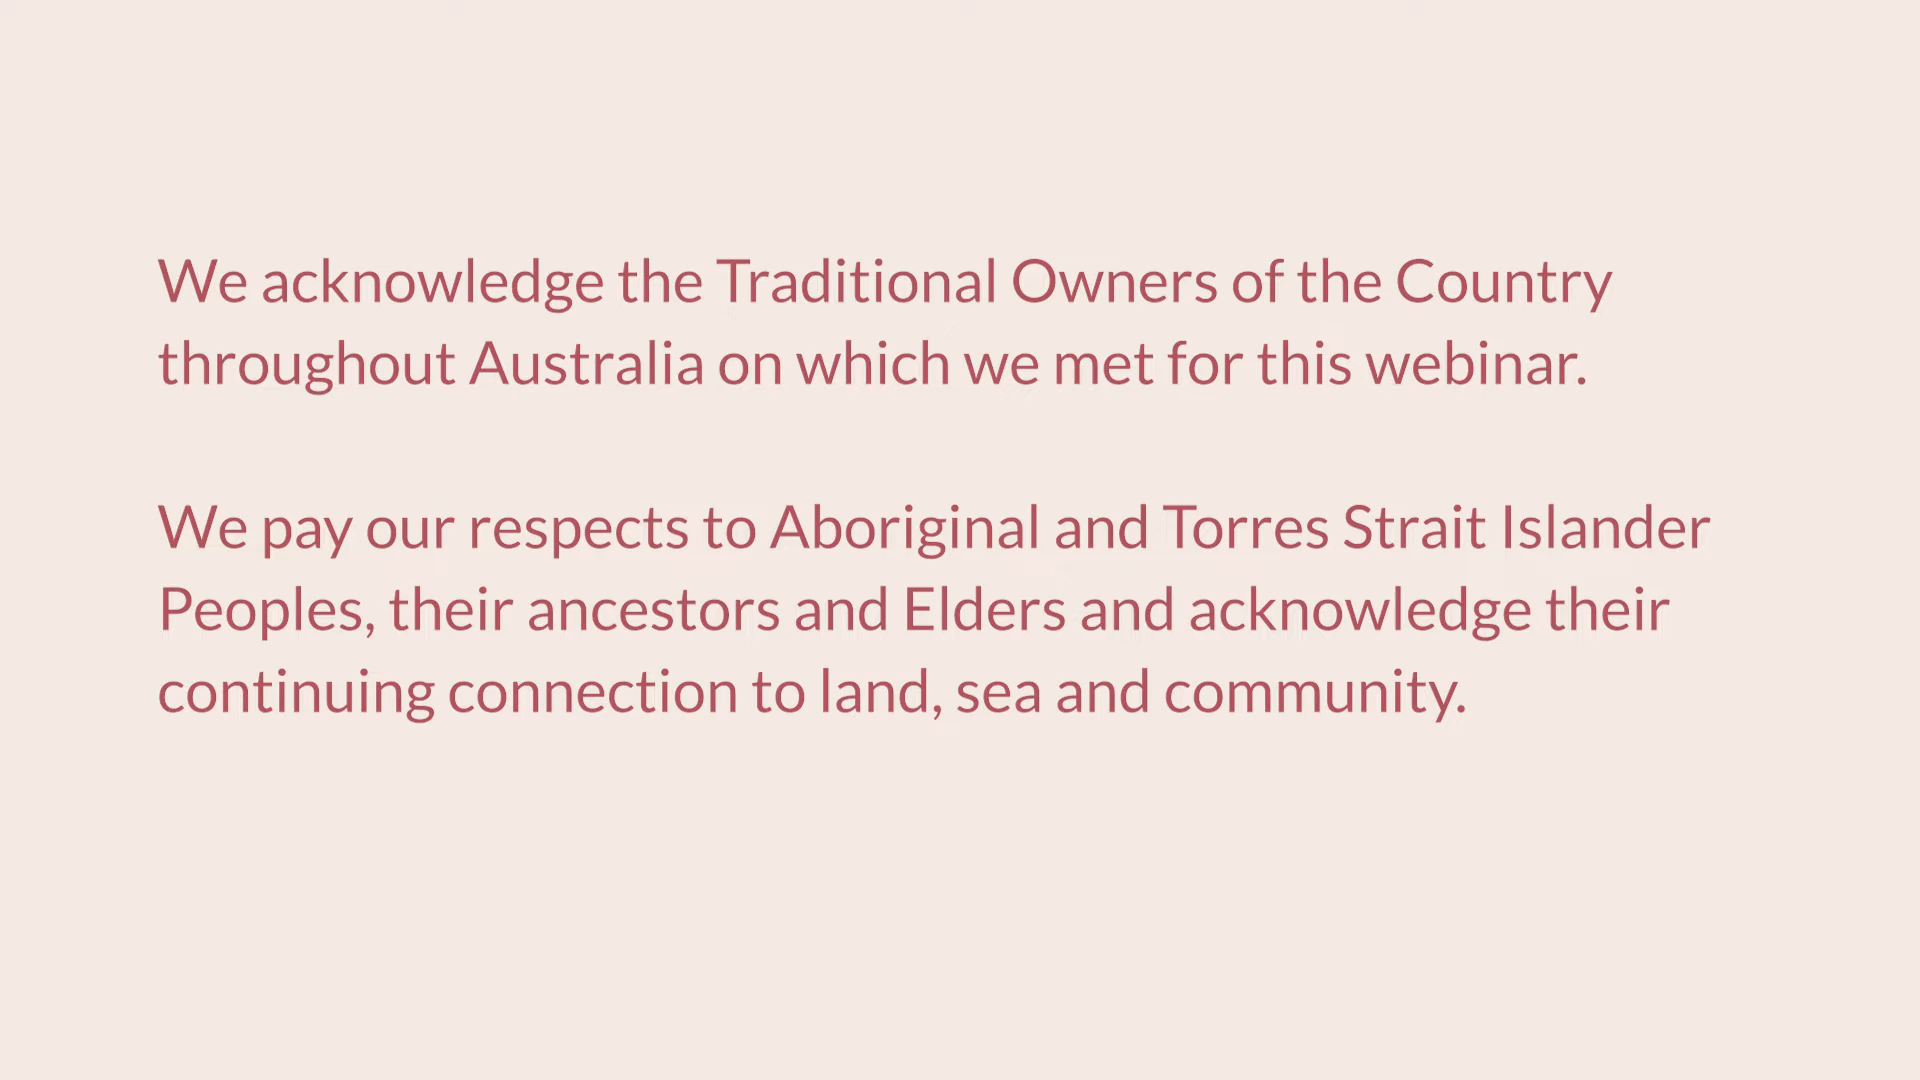 We acknowledge the Traditional Owners of the Country
throughout Australia on which we met for this webinar.
We pay our respects to Aboriginal and Torres Strait Islander
Peoples, their ancestors and Elders and acknowledge their
continuing connection to land, sea and community.